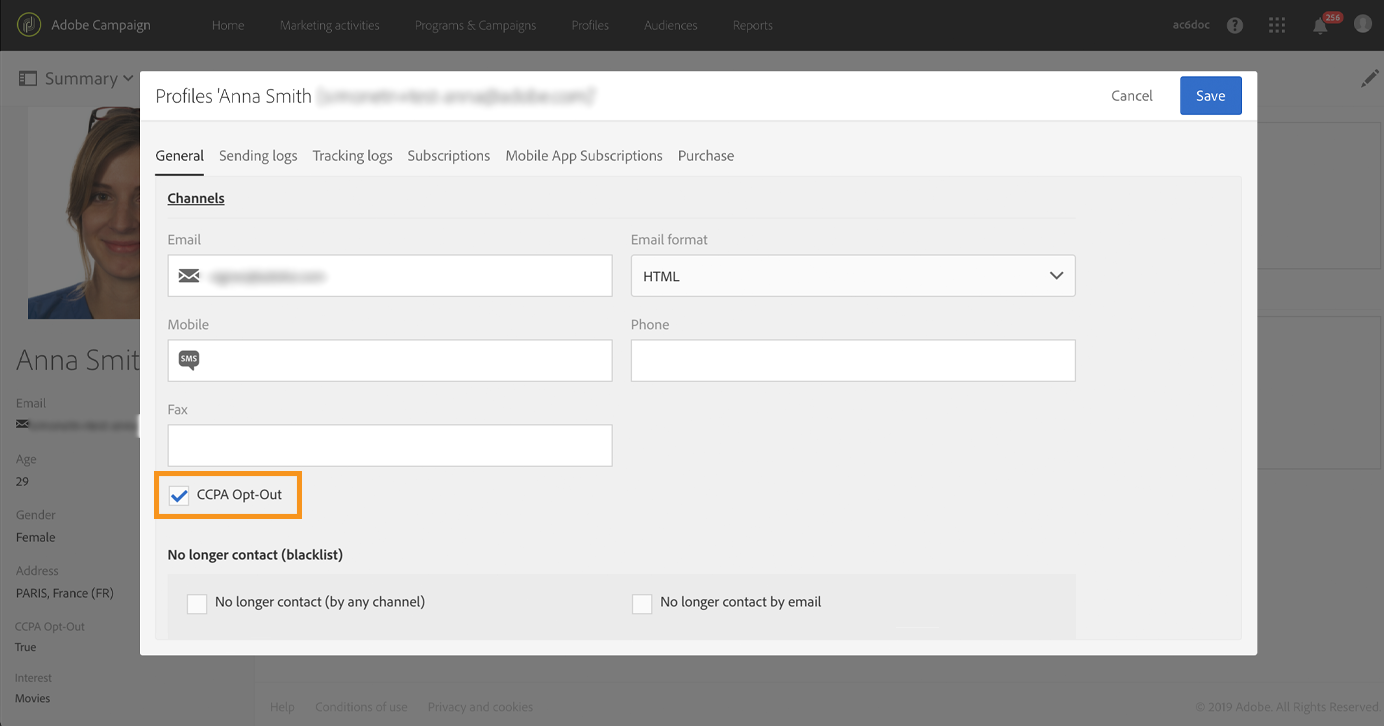 Adobe Campaign
Home Marketing activities Programs & Campaigns Profiles Audiences Reports
ac6doc ? 256
Summary
Profiles 'Anna Smith
Cancel Save
General Sending logs Tracking logs Subscriptions Mobile App Subscriptions Purchase
Channels
Email Email format
HTML
Mobile Phone
SMS
Fax
CCPA Opt-Out
No longer contact (blacklist)
No longer contact (by any channel) No longer contact by email
Anna Smit
Email
Age
29
Gender
Female
Address
PARIS, France (FR)
CCPA Opt-Out
True
Interest
Movies
Help Conditions of use Privacy and cookies
© 2019 Adobe. All Rights Reserved.